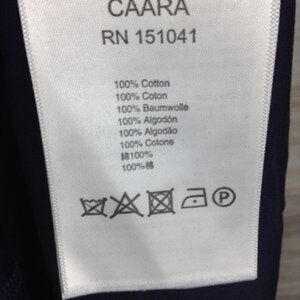 CAARA
RN 151041
100% Cotton
100% Coton
100% Baumwolle
100% Algodón
100% Algodão
100% Cotone
綿100%
100%棉
P